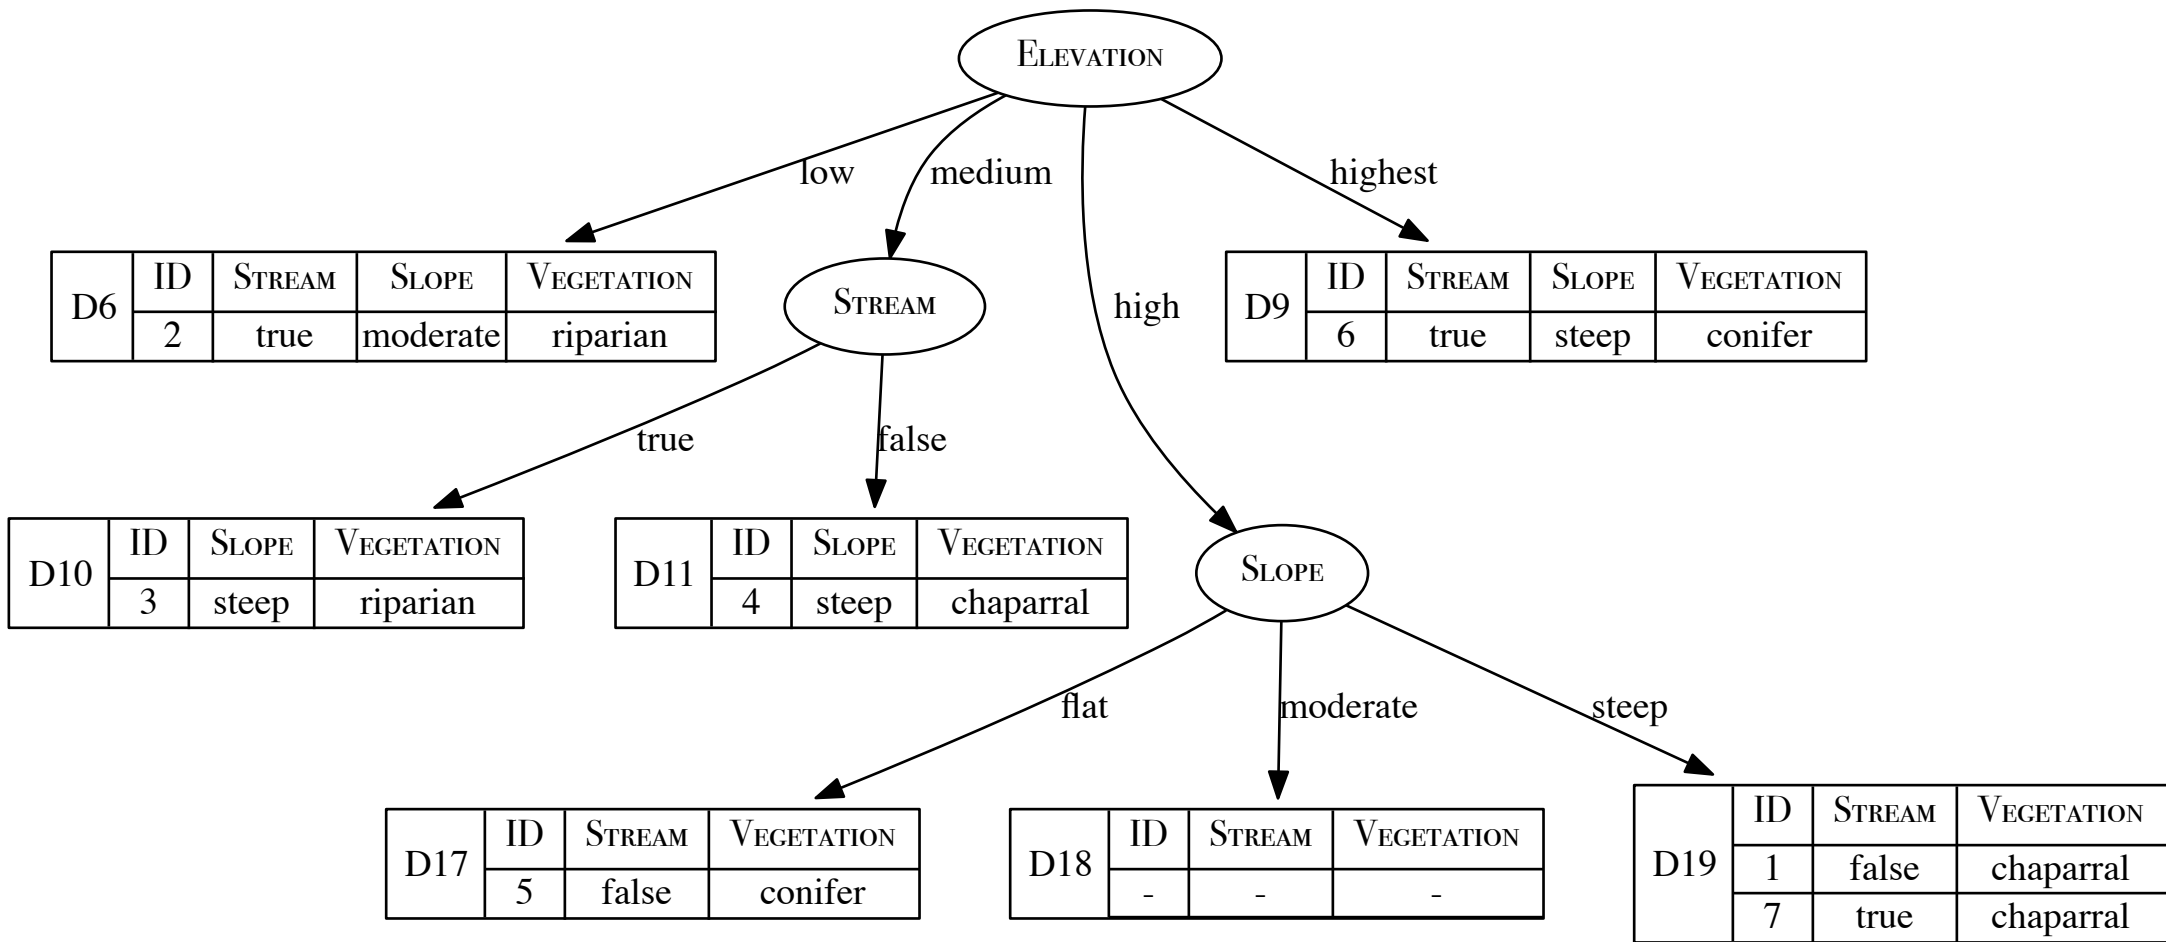 ELEVATION
low
medium
high
highest
D6
ID STREAM SLOPE VEGETATION
2 true moderate riparian
STREAM
D9
ID STREAM SLOPE VEGETATION
6 true steep conifer
true
false
D10
ID SLOPE VEGETATION
3 steep riparian
D11
ID SLOPE VEGETATION
4 steep chaparral
SLOPE
flat
moderate
steep
D17
ID STREAM VEGETATION
5 false conifer
D18
ID STREAM VEGETATION
- - -
D19
ID STREAM VEGETATION
1 false chaparral
7 true chaparral